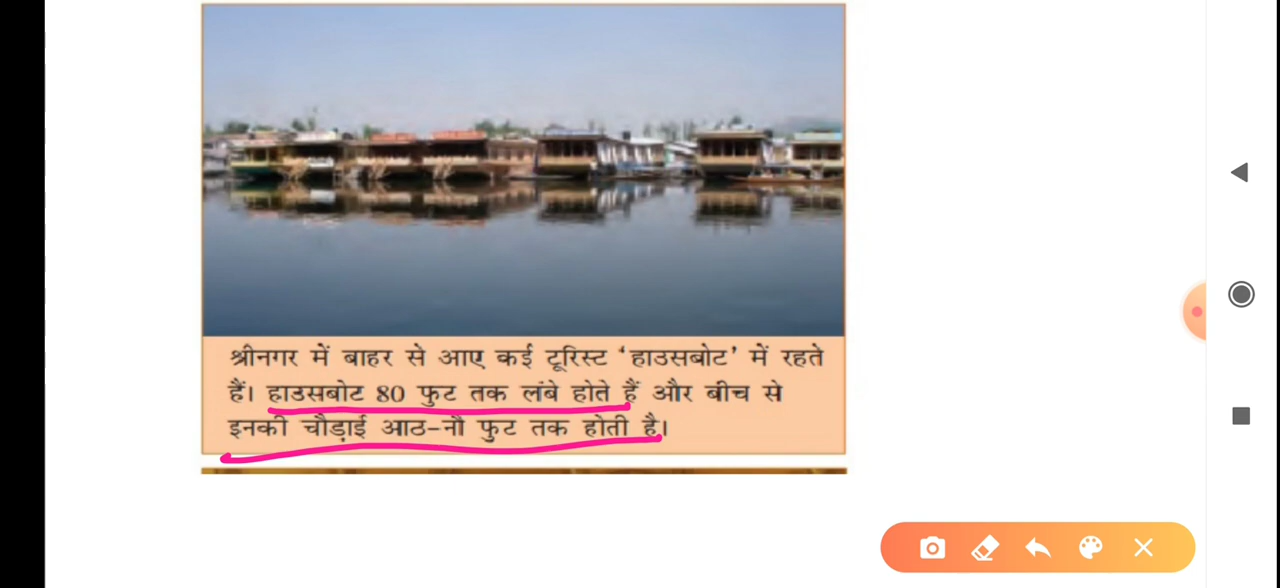 श्रीनगर में बाहर से आए कई टूरिस्ट ‘हाउसबोट’ में रहते
हैं। हाउसबोट 80 फुट तक लंबे होते हैं और बीच से
इनकी चौड़ाई आठ-नौ फुट तक होती है।